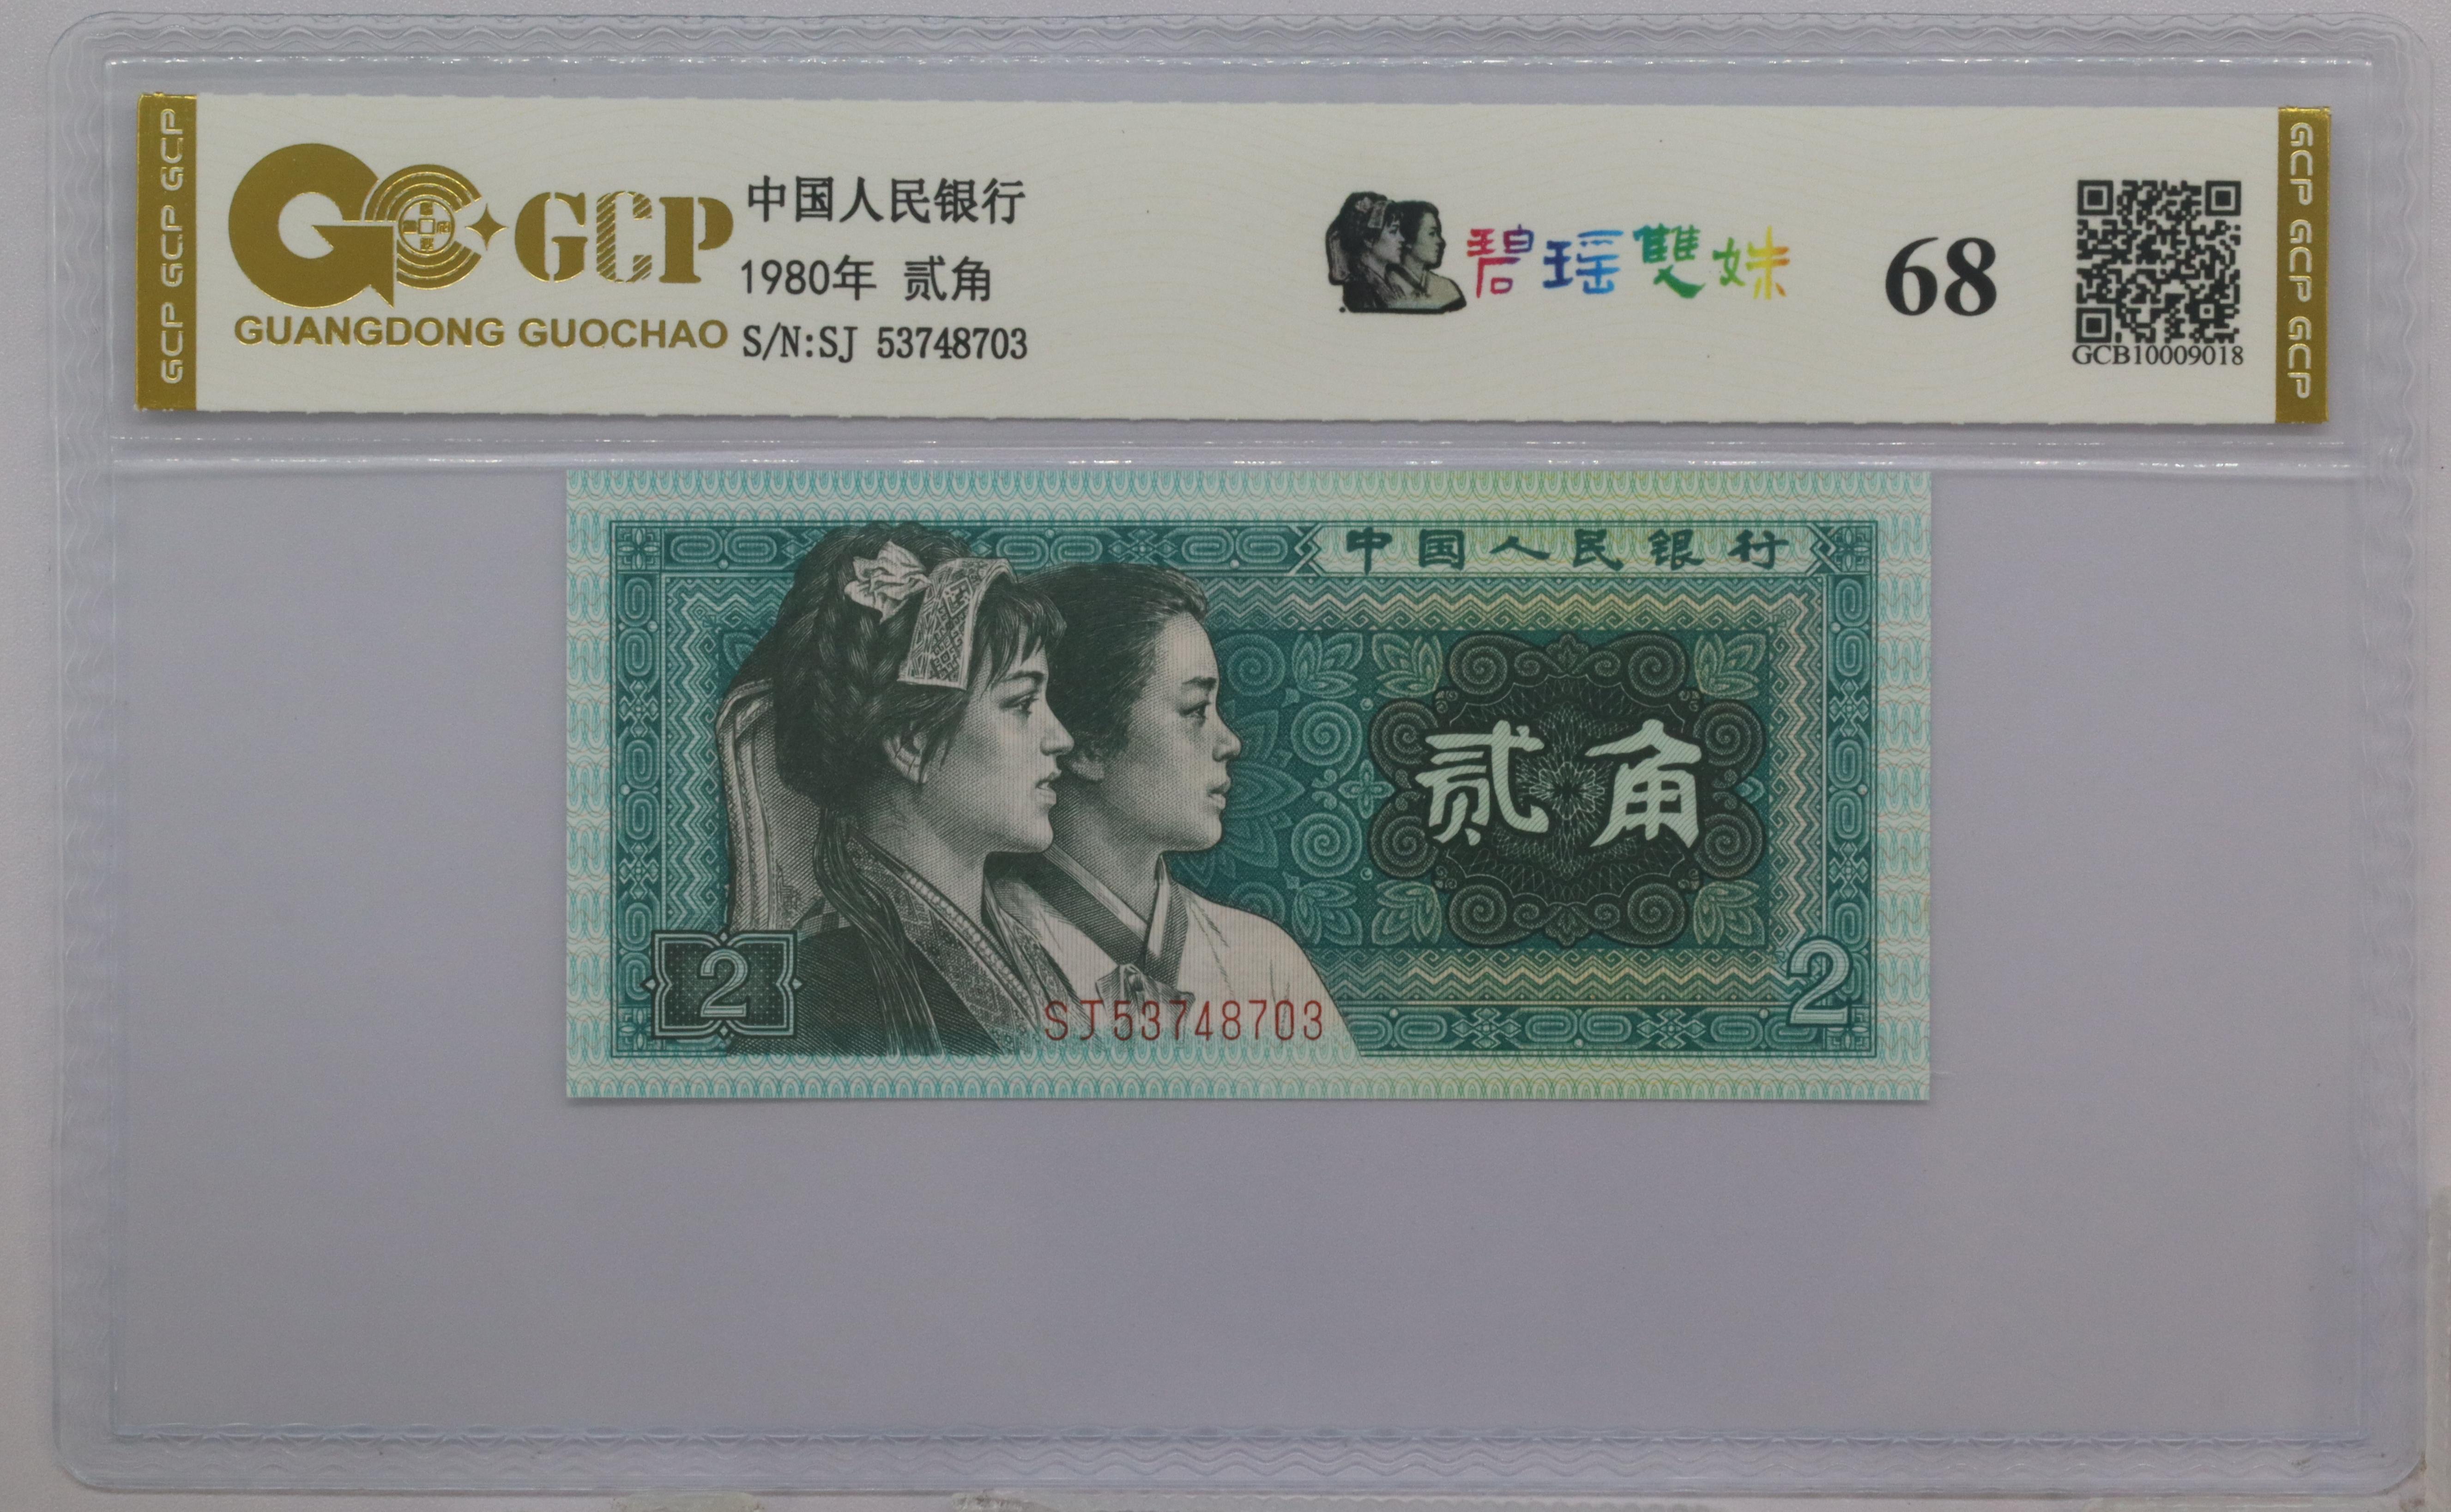 GCP GCP GCP
GCP
GUANGDONG GUOCHAO
中国人民银行
1980年 贰角
S/N:SJ 53748703
碧瑶雙姝
68
GCB10009018
GCP GCP GCP
中国人民银行
贰角
2
2
SJ53748703